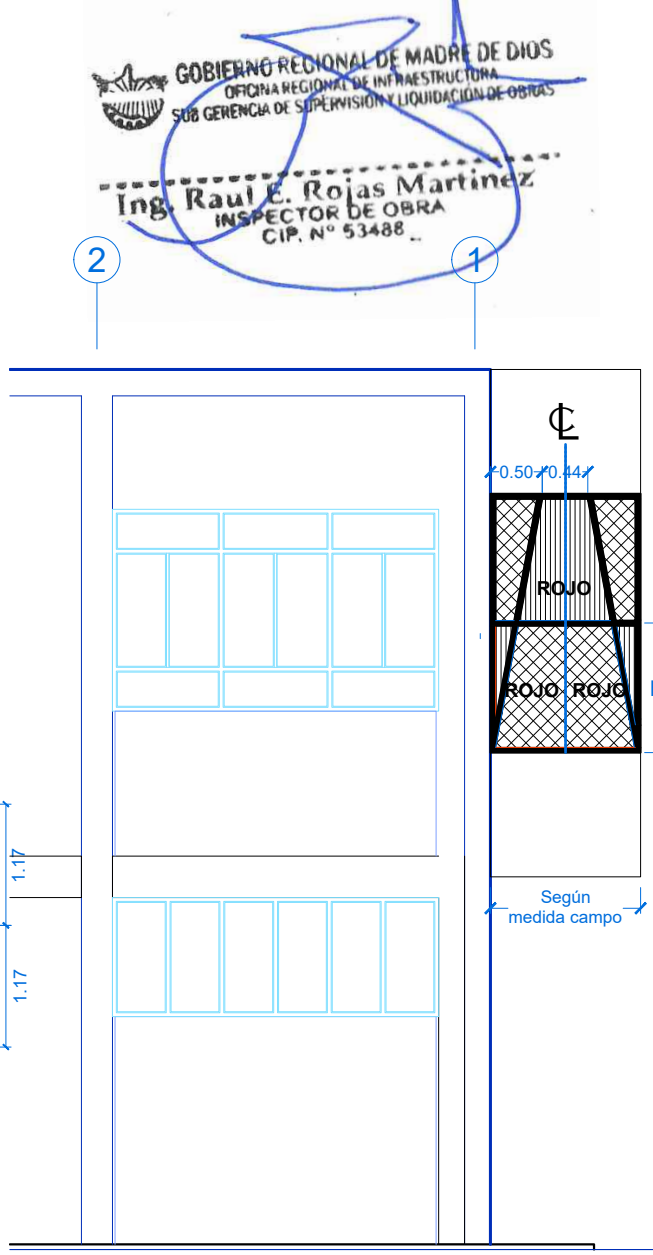 GOBIERNO REGIONAL DE MADRE DE DIOS
OFICINA REGIONAL DE INFRAESTRUCTURA
SUB GERENCIA DE SUPERVISIÓN Y LIQUIDACIÓN DE OBRAS
Ing. Raul E. Rojas Martinez
INSPECTOR DE OBRA
CIP. N° 53488
2
1
℄
0.50
0.44
ROJO
ROJO
ROJO
1.17
1.17
Según
medida campo